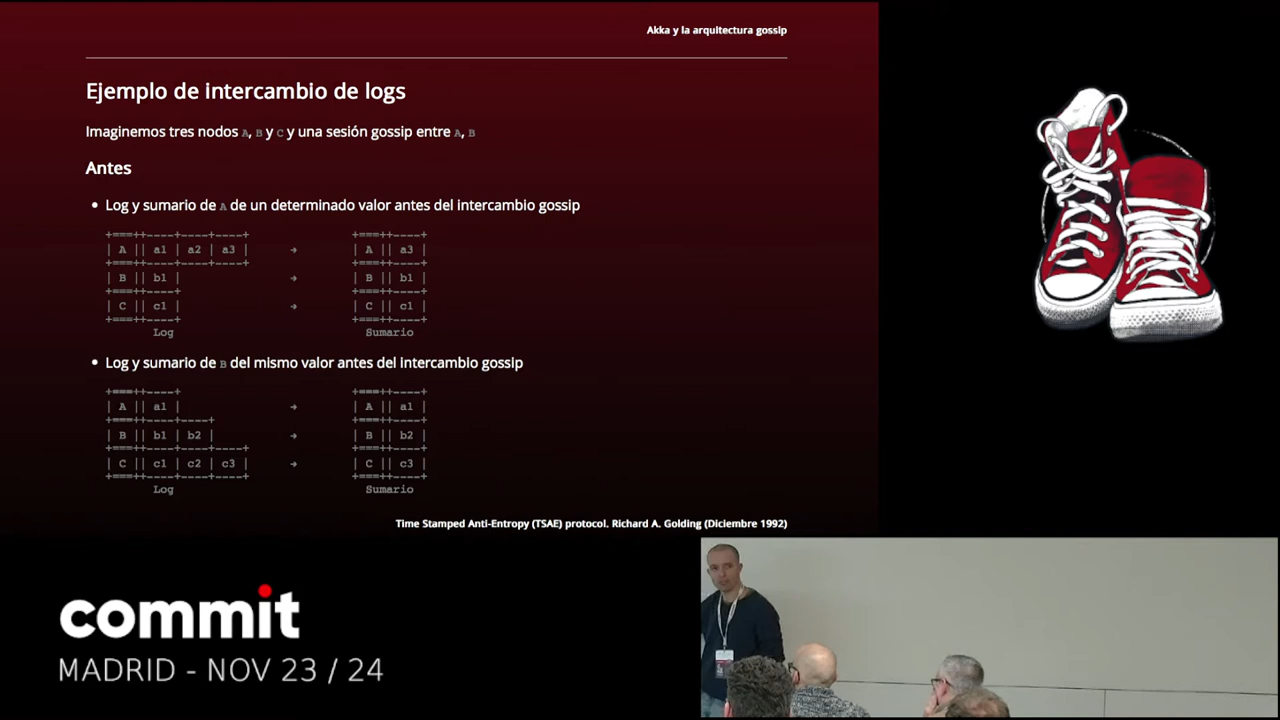 Akka y la arquitectura gossip
Ejemplo de intercambio de logs
Imaginemos tres nodos A, B y C y una sesión gossip entre A, B
Antes
• Log y sumario de A de un determinado valor antes del intercambio gossip
+===++----+----+----+ +===++----+
| A || a1 | a2 | a3 | → | A || a3 |
+===++----+----+----+ +===++----+
| B || b1 | → | B || b1 |
+===++----+ +===++----+
| C || c1 | → | C || c1 |
+===++----+ +===++----+
Log Sumario
• Log y sumario de B del mismo valor antes del intercambio gossip
+===++----+ +===++----+
| A || a1 | → | A || a1 |
+===++----+----+ +===++----+
| B || b1 | b2 | → | B || b2 |
+===++----+----+----+ +===++----+
| C || c1 | c2 | c3 | → | C || c3 |
+===++----+----+----+ +===++----+
Log Sumario
Time Stamped Anti-Entropy (TSAE) protocol. Richard A. Golding (Diciembre 1992)
commit
MADRID - NOV 23 / 24